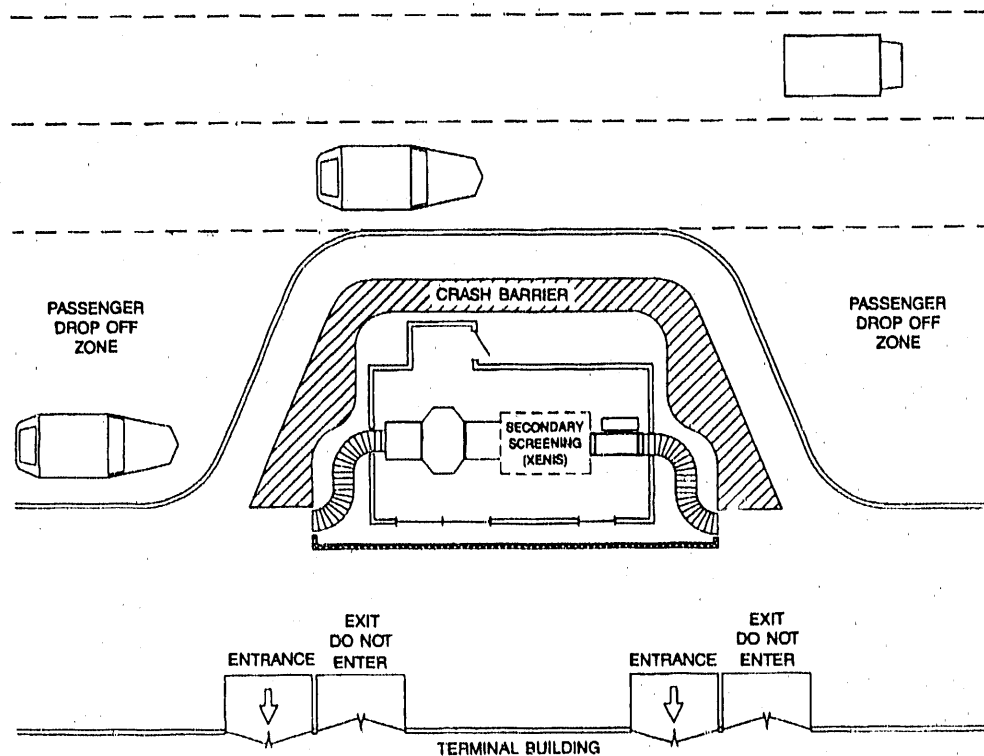 CRASH BARRIER
PASSENGER
DROP OFF
ZONE
PASSENGER
DROP OFF
ZONE
SECONDARY
SCREENING
(XENIS)
ENTRANCE
EXIT
DO NOT
ENTER
ENTRANCE
EXIT
DO NOT
ENTER
TERMINAL BUILDING